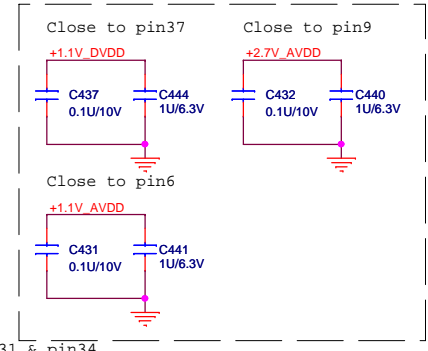 Close to pin37
Close to pin9
+1.1V_DVDD
+2.7V_AVDD
C437
0.1U/10V
C444
1U/6.3V
C432
0.1U/10V
C440
1U/6.3V
Close to pin6
+1.1V_AVDD
C431
0.1U/10V
C441
1U/6.3V
31 & pin34